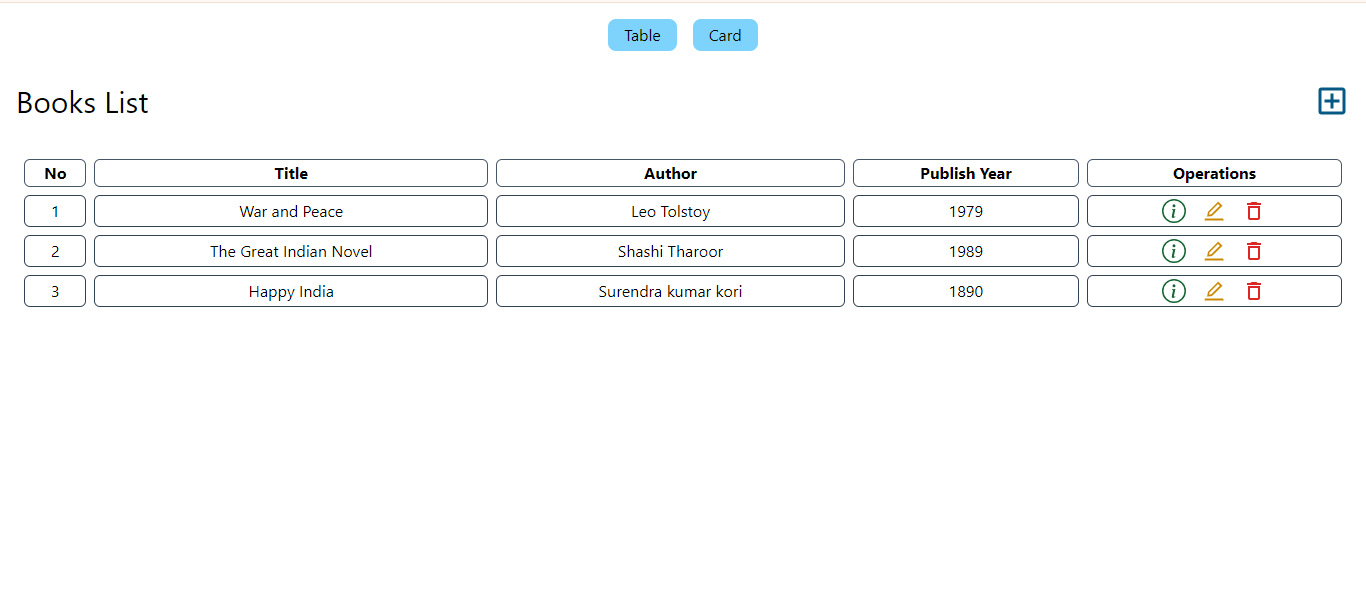 Table Card
Books List
No Title Author Publish Year Operations
1 War and Peace Leo Tolstoy 1979
2 The Great Indian Novel Shashi Tharoor 1989
3 Happy India Surendra kumar kori 1890